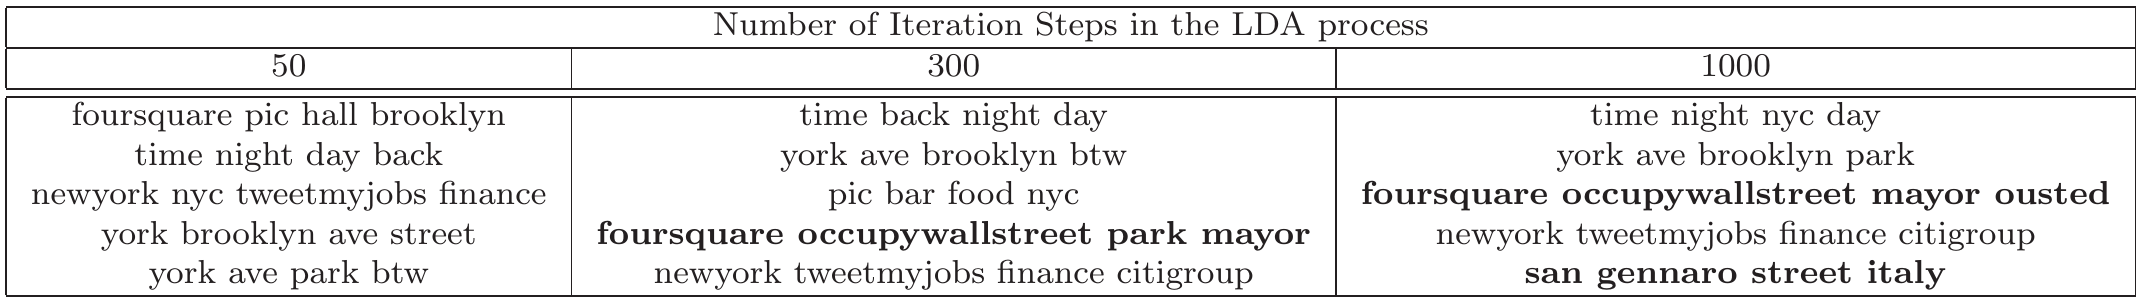 Number of Iteration Steps in the LDA process
50 300 1000
foursquare pic hall brooklyn time back night day time night nyc day
time night day back york ave brooklyn btw york ave brooklyn park
newyork nyc tweetmyjobs finance pic bar food nyc foursquare occupywallstreet mayor ousted
york brooklyn ave street foursquare occupywallstreet park mayor newyork tweetmyjobs finance citigroup
york ave park btw newyork tweetmyjobs finance citigroup san gennaro street italy